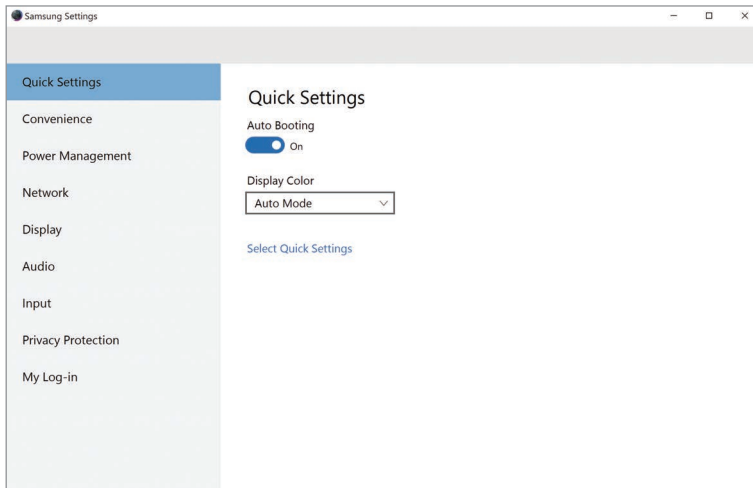 Samsung Settings
Quick Settings
Convenience
Power Management
Network
Display
Audio
Input
Privacy Protection
My Log-in
Quick Settings
Auto Booting
On
Display Color
Auto Mode
Select Quick Settings